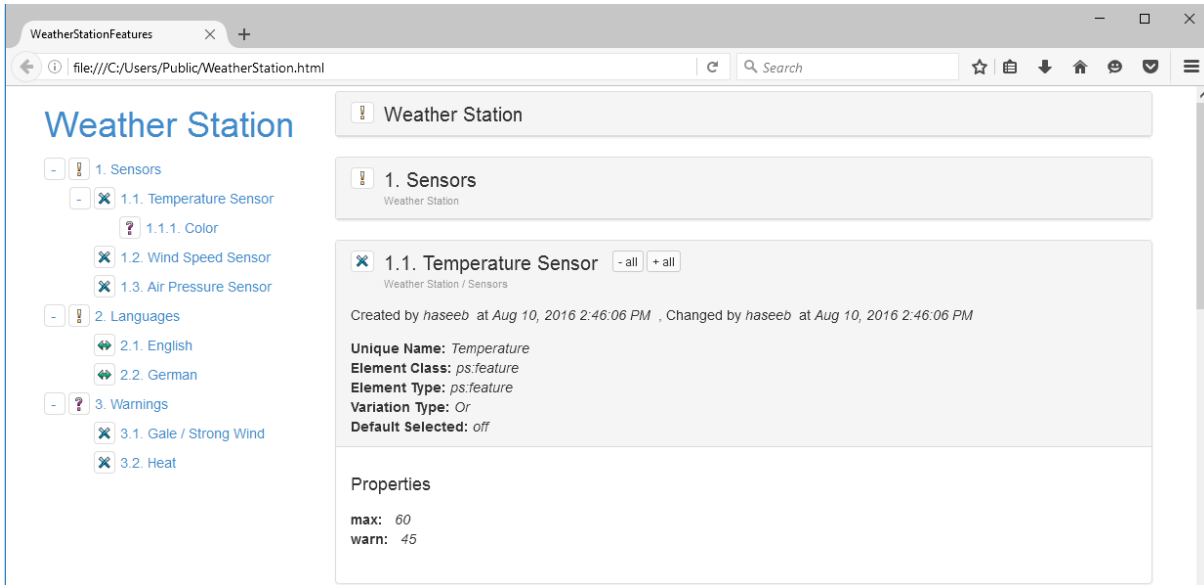 WeatherStationFeatures
file:///C:/Users/Public/WeatherStation.html
Search
Weather Station
- 1. Sensors
- 1.1. Temperature Sensor
? 1.1.1. Color
1.2. Wind Speed Sensor
1.3. Air Pressure Sensor
- 2. Languages
2.1. English
2.2. German
- ? 3. Warnings
3.1. Gale / Strong Wind
3.2. Heat
Weather Station
1. Sensors
Weather Station
1.1. Temperature Sensor - all + all
Weather Station / Sensors
Created by haseeb at Aug 10, 2016 2:46:06 PM , Changed by haseeb at Aug 10, 2016 2:46:06 PM
Unique Name: Temperature
Element Class: ps:feature
Element Type: ps:feature
Variation Type: Or
Default Selected: off
Properties
max: 60
warn: 45